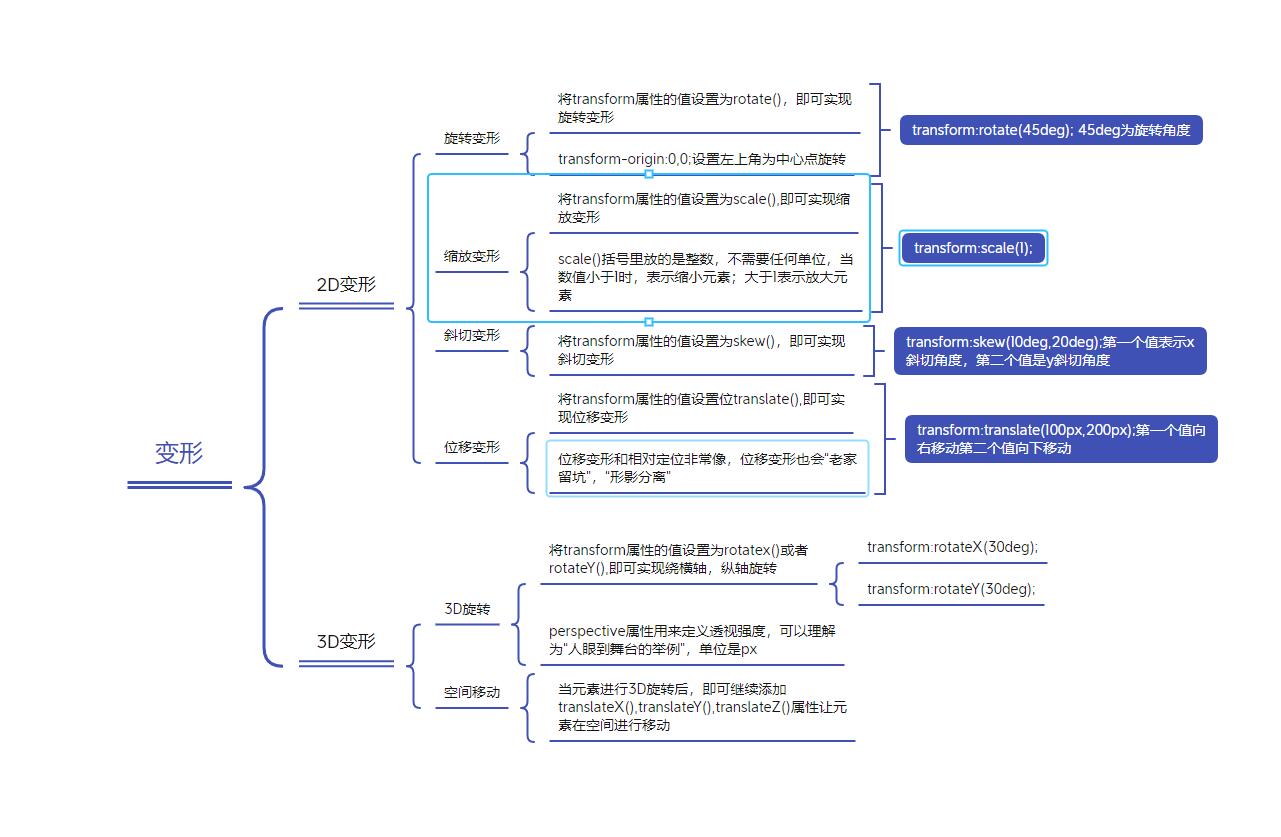 变形
2D变形
旋转变形
将transform属性的值设置为rotate()，即可实现
旋转变形
transform-origin:0,0;设置左上角为中心点旋转
transform:rotate(45deg); 45deg为旋转角度
缩放变形
将transform属性的值设置为scale(),即可实现缩
放变形
scale()括号里放的是整数，不需要任何单位，当
数值小于1时，表示缩小元素；大于1表示放大元
素
transform:scale(1);
斜切变形
将transform属性的值设置为skew()，即可实现
斜切变形
transform:skew(10deg,20deg);第一个值表示x
斜切角度，第二个值是y斜切角度
位移变形
将transform属性的值设置位translate(),即可实
现位移变形
位移变形和相对定位非常像，位移变形也会“老家
留坑”，“形影分离”
transform:translate(100px,200px);第一个值向
右移动第二个值向下移动
3D变形
3D旋转
将transform属性的值设置为rotatex()或者
rotateY(),即可实现绕横轴，纵轴旋转
transform:rotateX(30deg);
transform:rotateY(30deg);
perspective属性用来定义透视强度，可以理解
为“人眼到舞台的举例”，单位是px
空间移动
当元素进行3D旋转后，即可继续添加
translateX(),translateY(),translateZ()属性让元
素在空间进行移动